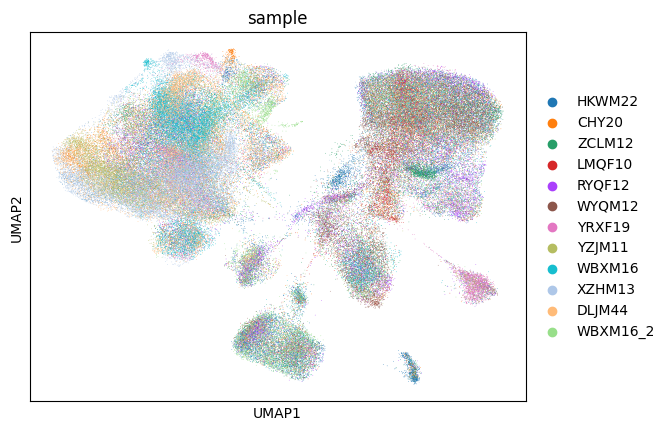 sample
UMAP2
UMAP1
HKWM22
CHY20
ZCLM12
LMQF10
RYQF12
WYQM12
YRXF19
YZJM11
WBXM16
XZHM13
DLJM44
WBXM16_2